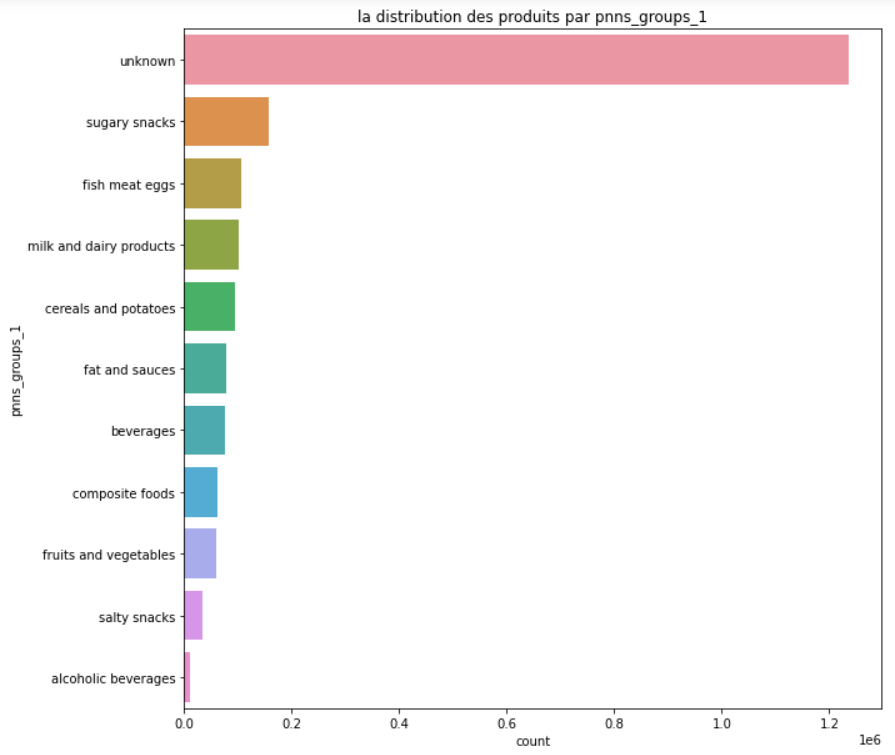 la distribution des produits par pnns_groups_1
unknown
sugary snacks
fish meat eggs
milk and dairy products
cereals and potatoes
fat and sauces
beverages
composite foods
fruits and vegetables
salty snacks
alcoholic beverages
pnns_groups_1
0.0 0.2 0.4 0.6 0.8 1.0 1.2
1e6
count